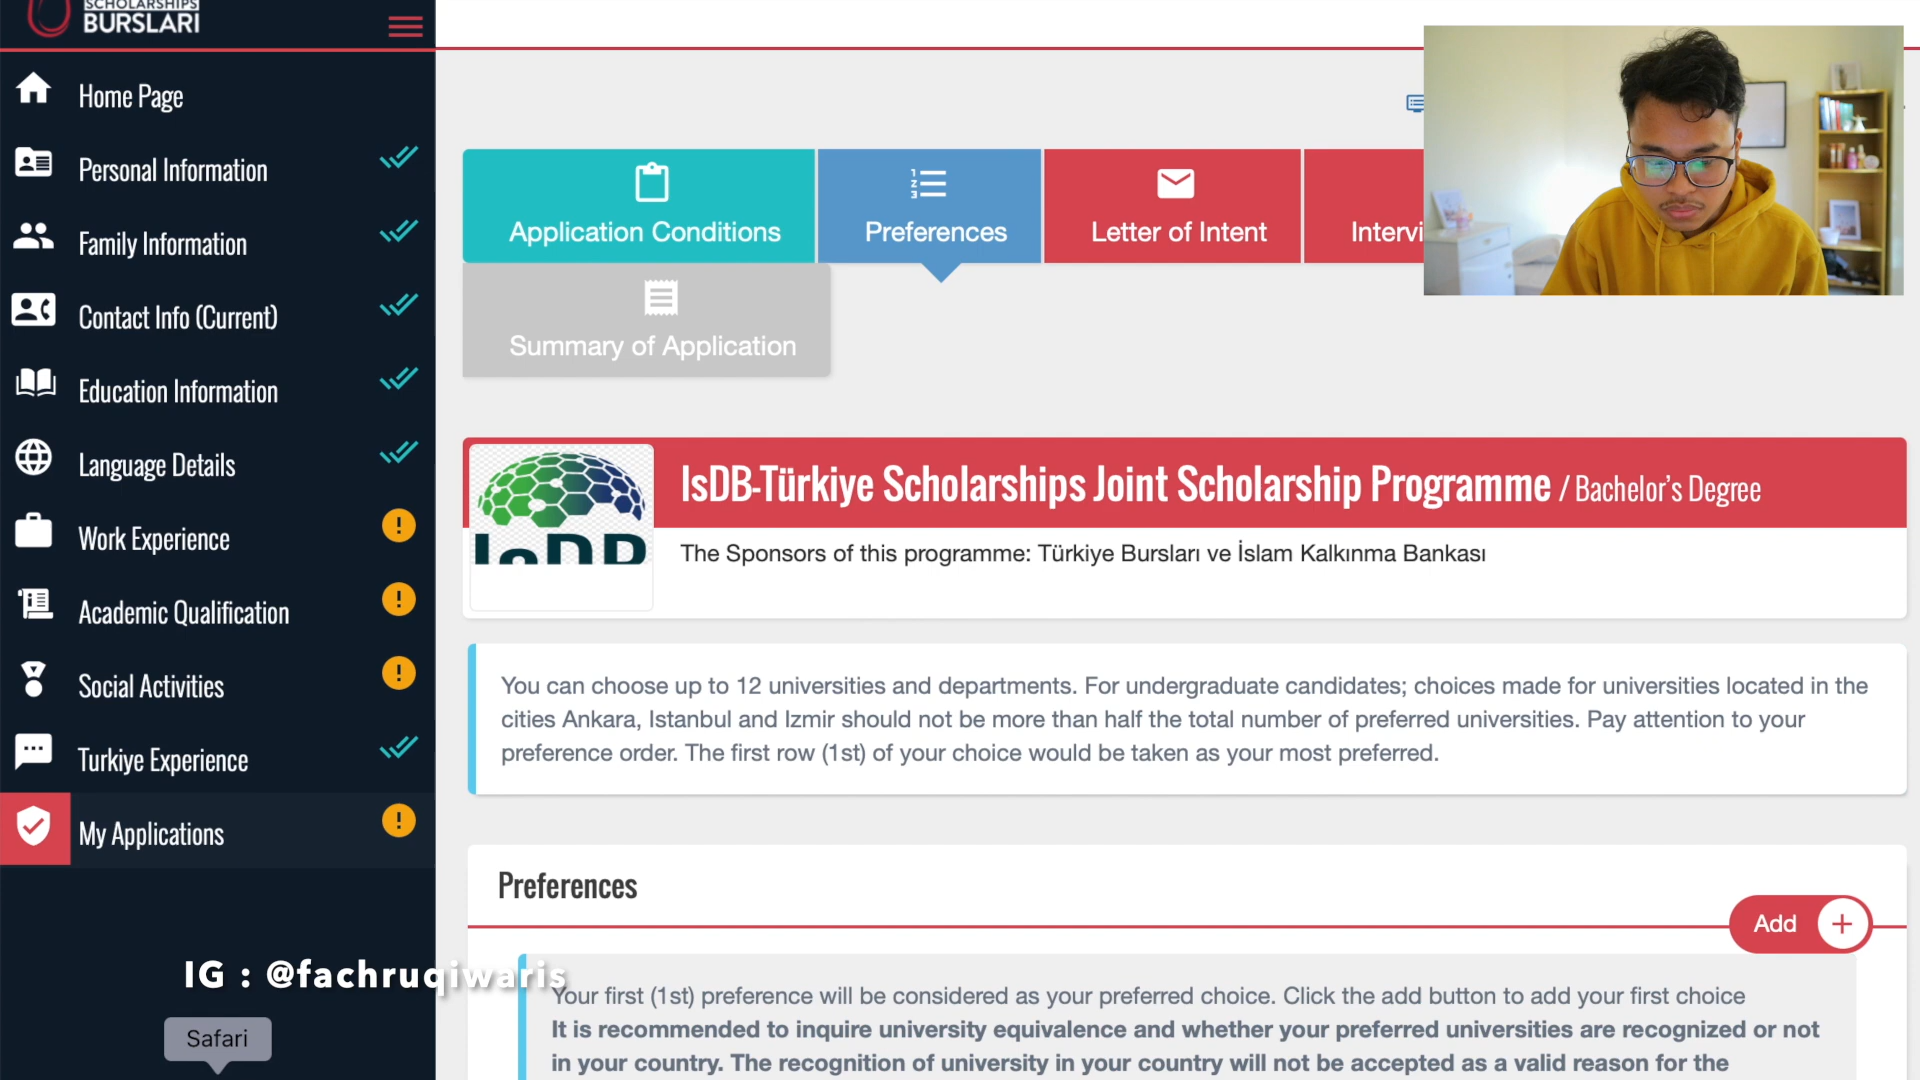 SCHOLARSHIPS
BURSLARI
Home Page
Personal Information
Family Information
Contact Info (Current)
Education Information
Language Details
Work Experience
Academic Qualification
Social Activities
Turkiye Experience
My Applications
Application Conditions
Preferences
Letter of Intent
Intervi
Summary of Application
IsDB
IsDB-Türkiye Scholarships Joint Scholarship Programme / Bachelor's Degree
The Sponsors of this programme: Türkiye Bursları ve İslam Kalkınma Bankası
You can choose up to 12 universities and departments. For undergraduate candidates; choices made for universities located in the
cities Ankara, Istanbul and Izmir should not be more than half the total number of preferred universities. Pay attention to your
preference order. The first row (1st) of your choice would be taken as your most preferred.
Preferences
Add
Your first (1st) preference will be considered as your preferred choice. Click the add button to add your first choice
It is recommended to inquire university equivalence and whether your preferred universities are recognized or not
in your country. The recognition of university in your country will not be accepted as a valid reason for the
IG : @fachruqiwaris
Safari